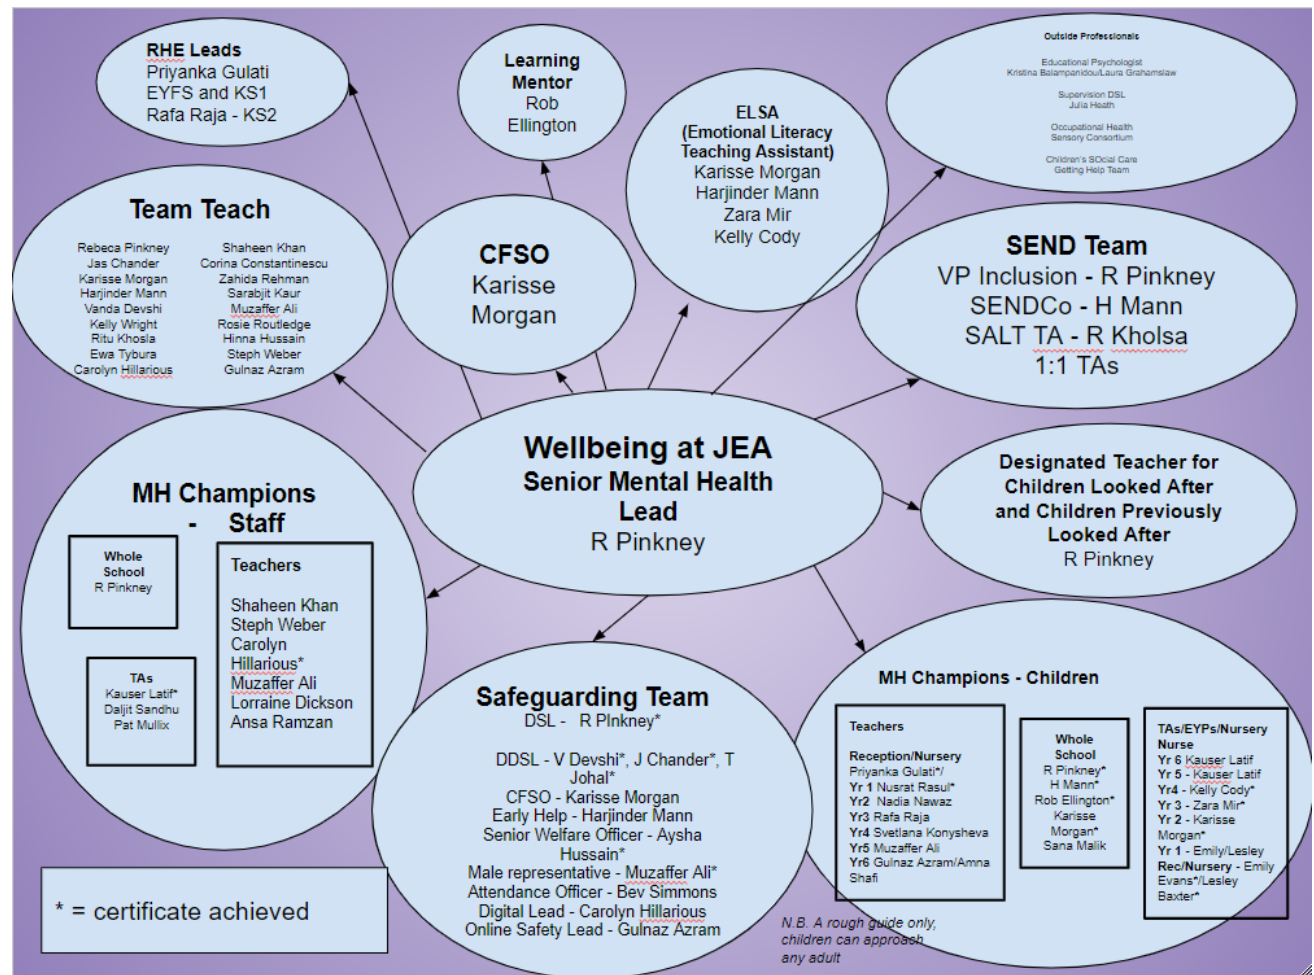 RHE Leads
Priyanka Gulati
EYFS and KS1
Rafa Raja - KS2
Learning
Mentor
Rob
Ellington
ELSA
(Emotional Literacy
Teaching Assistant)
Karisse Morgan
Harjinder Mann
Zara Mir
Kelly Cody
Outside Professionals
Educational Psychologist
Kristina Balampanidou/Laura Grahamslaw
Supervision DSL
Julia Heath
Occupational Health
Sensory Consortium
Children's SOcial Care
Getting Help Team
Team Teach
Rebeca Pinkney
Jas Chander
Karisse Morgan
Harjinder Mann
Vanda Devshi
Kelly Wright
Ritu Khosla
Ewa Tybura
Carolyn Hillarious
Shaheen Khan
Corina Constantinescu
Zahida Rehman
Sarabjit Kaur
Muzaffer Ali
Rosie Routledge
Hinna Hussain
Steph Weber
Gulnaz Azram
CFSO
Karisse
Morgan
SEND Team
VP Inclusion - R Pinkney
SENDCo - H Mann
SALT TA - R Kholsa
1:1 TAs
Wellbeing at JEA
Senior Mental Health
Lead
R Pinkney
Designated Teacher for
Children Looked After
and Children Previously
Looked After
R Pinkney
MH Champions
- Staff
Whole
School
R Pinkney
TAs
Kauser Latif*
Daljit Sandhu
Pat Mullix
Teachers
Shaheen Khan
Steph Weber
Carolyn
Hillarious*
Muzaffer Ali
Lorraine Dickson
Ansa Ramzan
Safeguarding Team
DSL - R PInkney*
DDSL - V Devshi*, J Chander*, T
Johal*
CFSO - Karisse Morgan
Early Help - Harjinder Mann
Senior Welfare Officer - Aysha
Hussain*
Male representative - Muzaffer Ali*
Attendance Officer - Bev Simmons
Digital Lead - Carolyn Hillarious
Online Safety Lead - Gulnaz Azram
MH Champions - Children
Teachers
Reception/Nursery
Priyanka Gulati*/
Yr 1 Nusrat Rasul*
Yr2 Nadia Nawaz
Yr3 Rafa Raja
Yr4 Svetlana Konysheva
Yr5 Muzaffer Ali
Yr6 Gulnaz Azram/Amna
Shafi
Whole
School
R Pinkney*
H Mann*
Rob Ellington*
Karisse
Morgan*
Sana Malik
TAs/EYPs/Nursery
Nurse
Yr 6 Kauser Latif
Yr 5 - Kauser Latif
Yr4 - Kelly Cody*
Yr 3 - Zara Mir*
Yr 2 - Karisse
Morgan*
Yr 1 - Emily/Lesley
Rec/Nursery - Emily
Evans*/Lesley
Baxter*
N.B. A rough guide only,
children can approach
any adult
* = certificate achieved